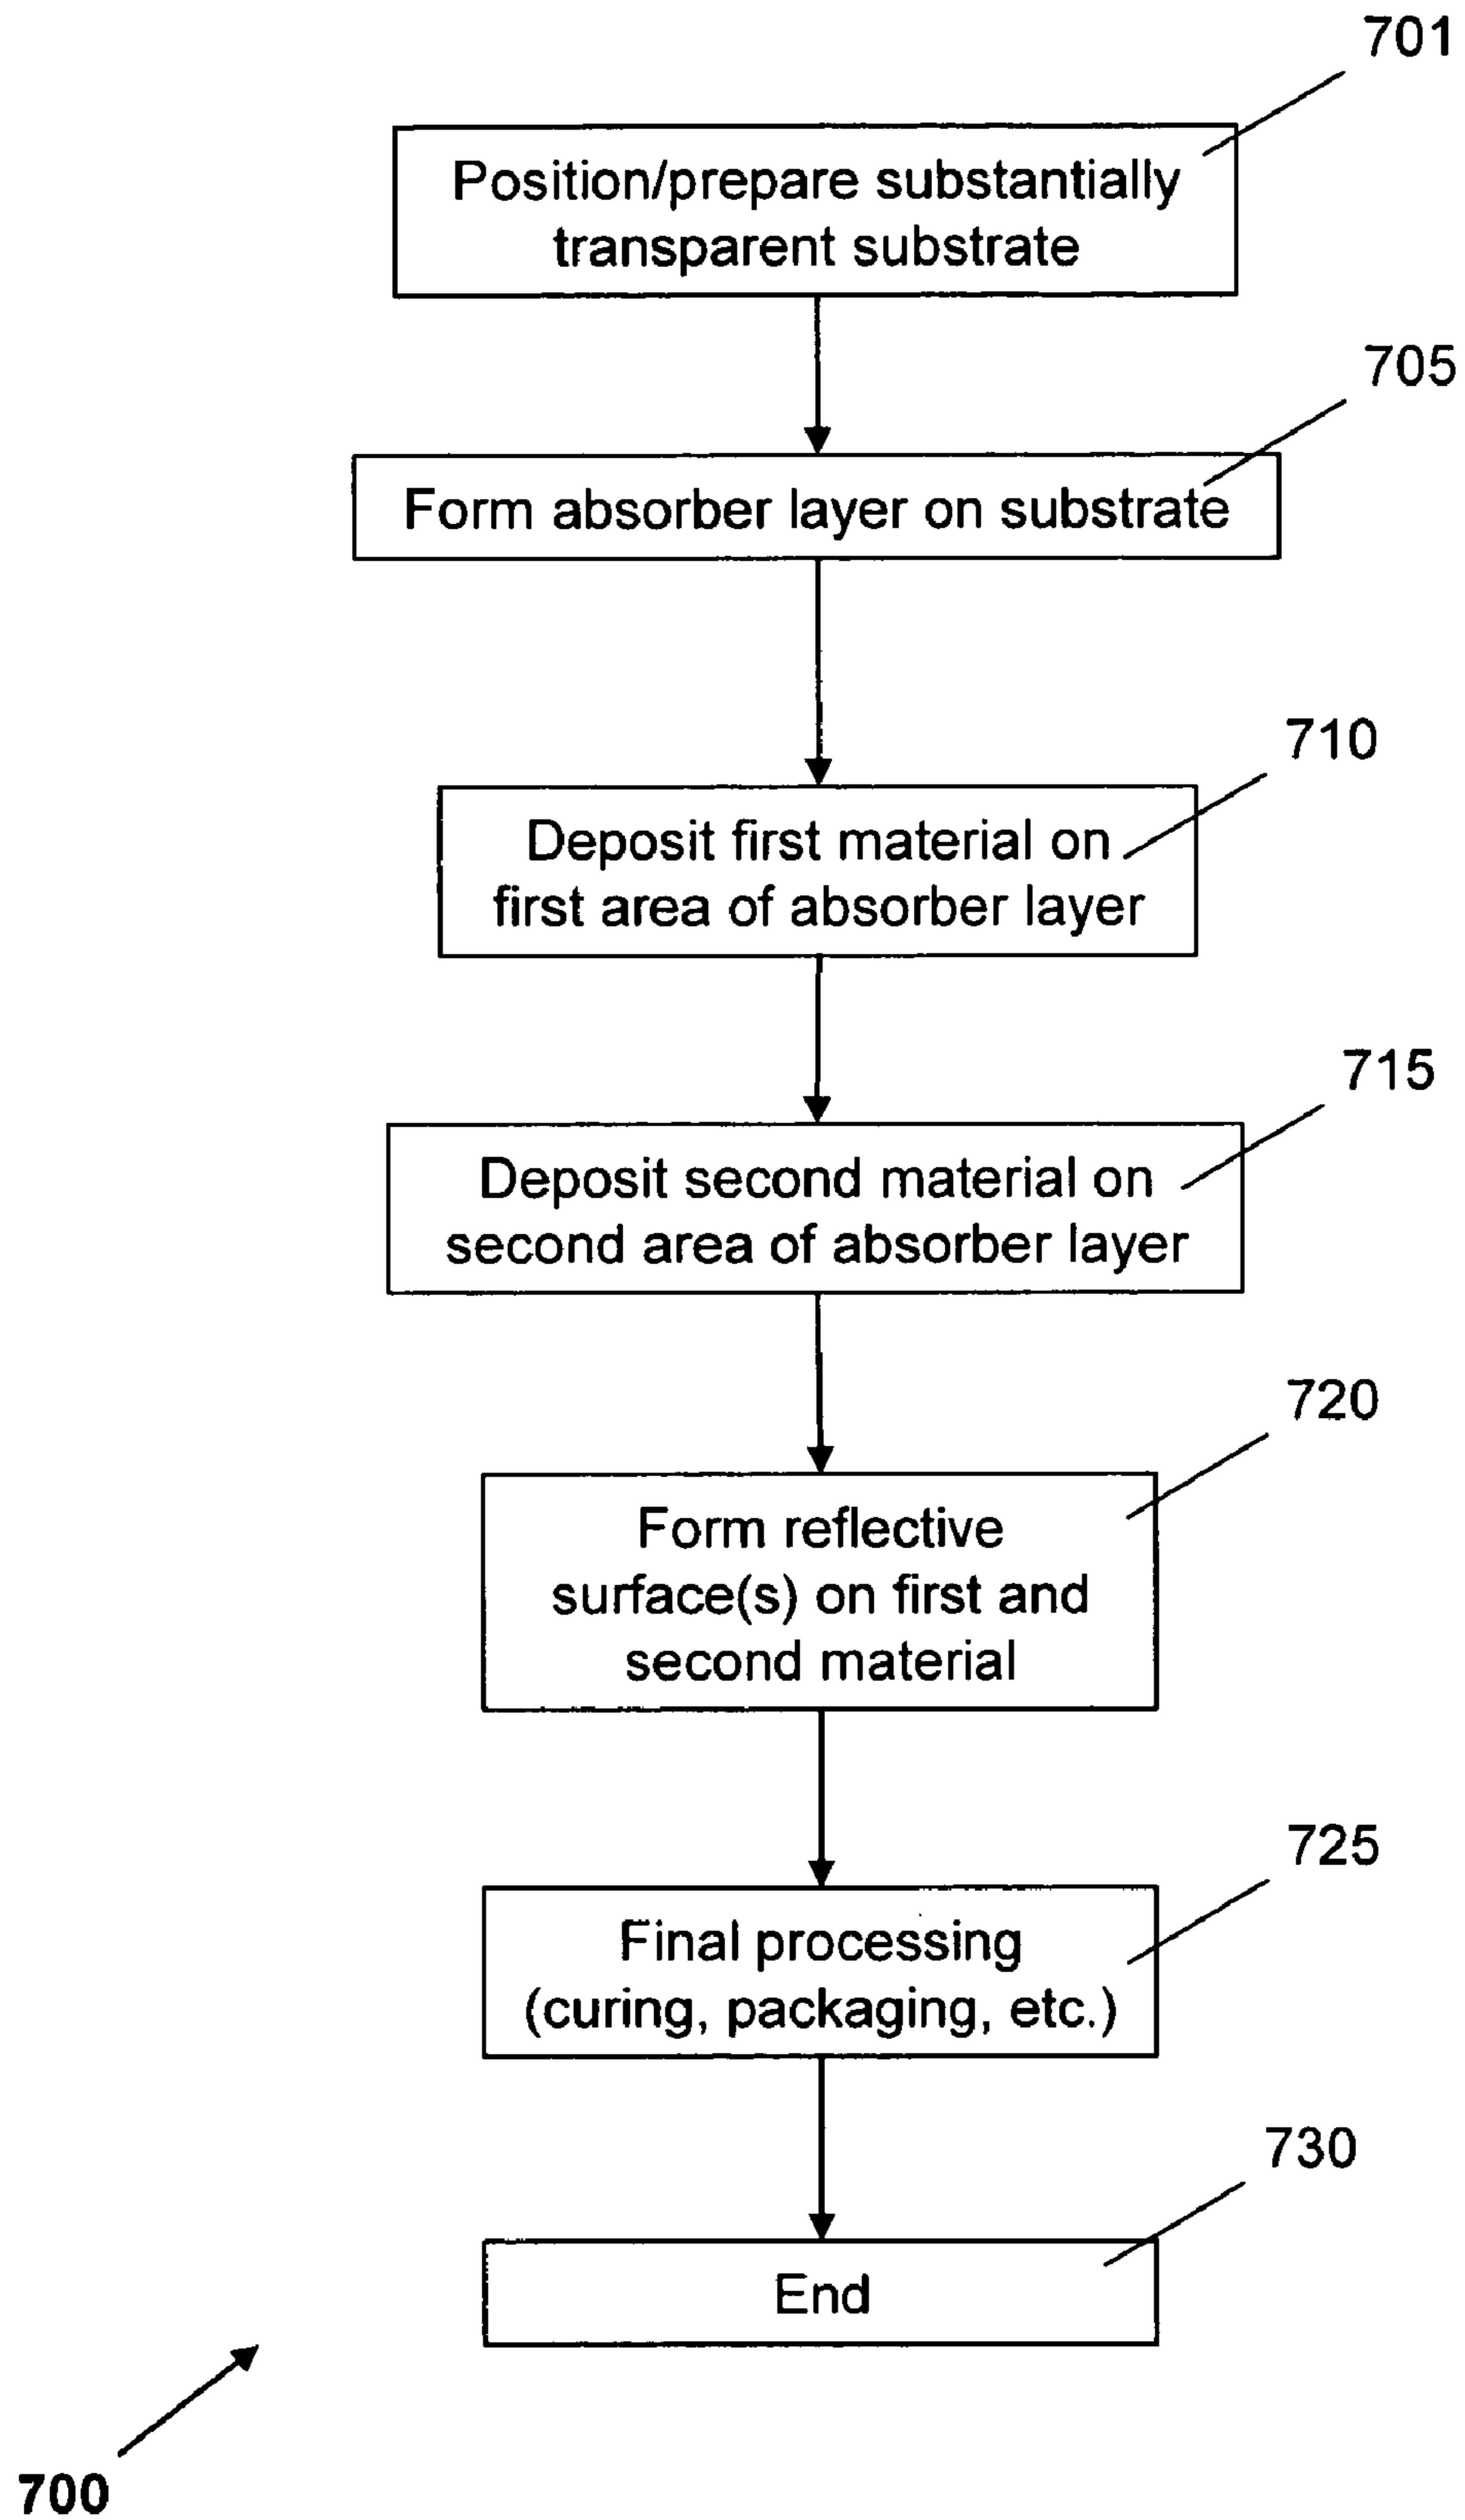 701
Position/prepare substantially
transparent substrate
705
Form absorber layer on substrate
710
Deposit first material on
first area of absorber layer
715
Deposit second material on
second area of absorber layer
720
Form reflective
surface(s) on first and
second material
725
Final processing
(curing, packaging, etc.)
730
End
700